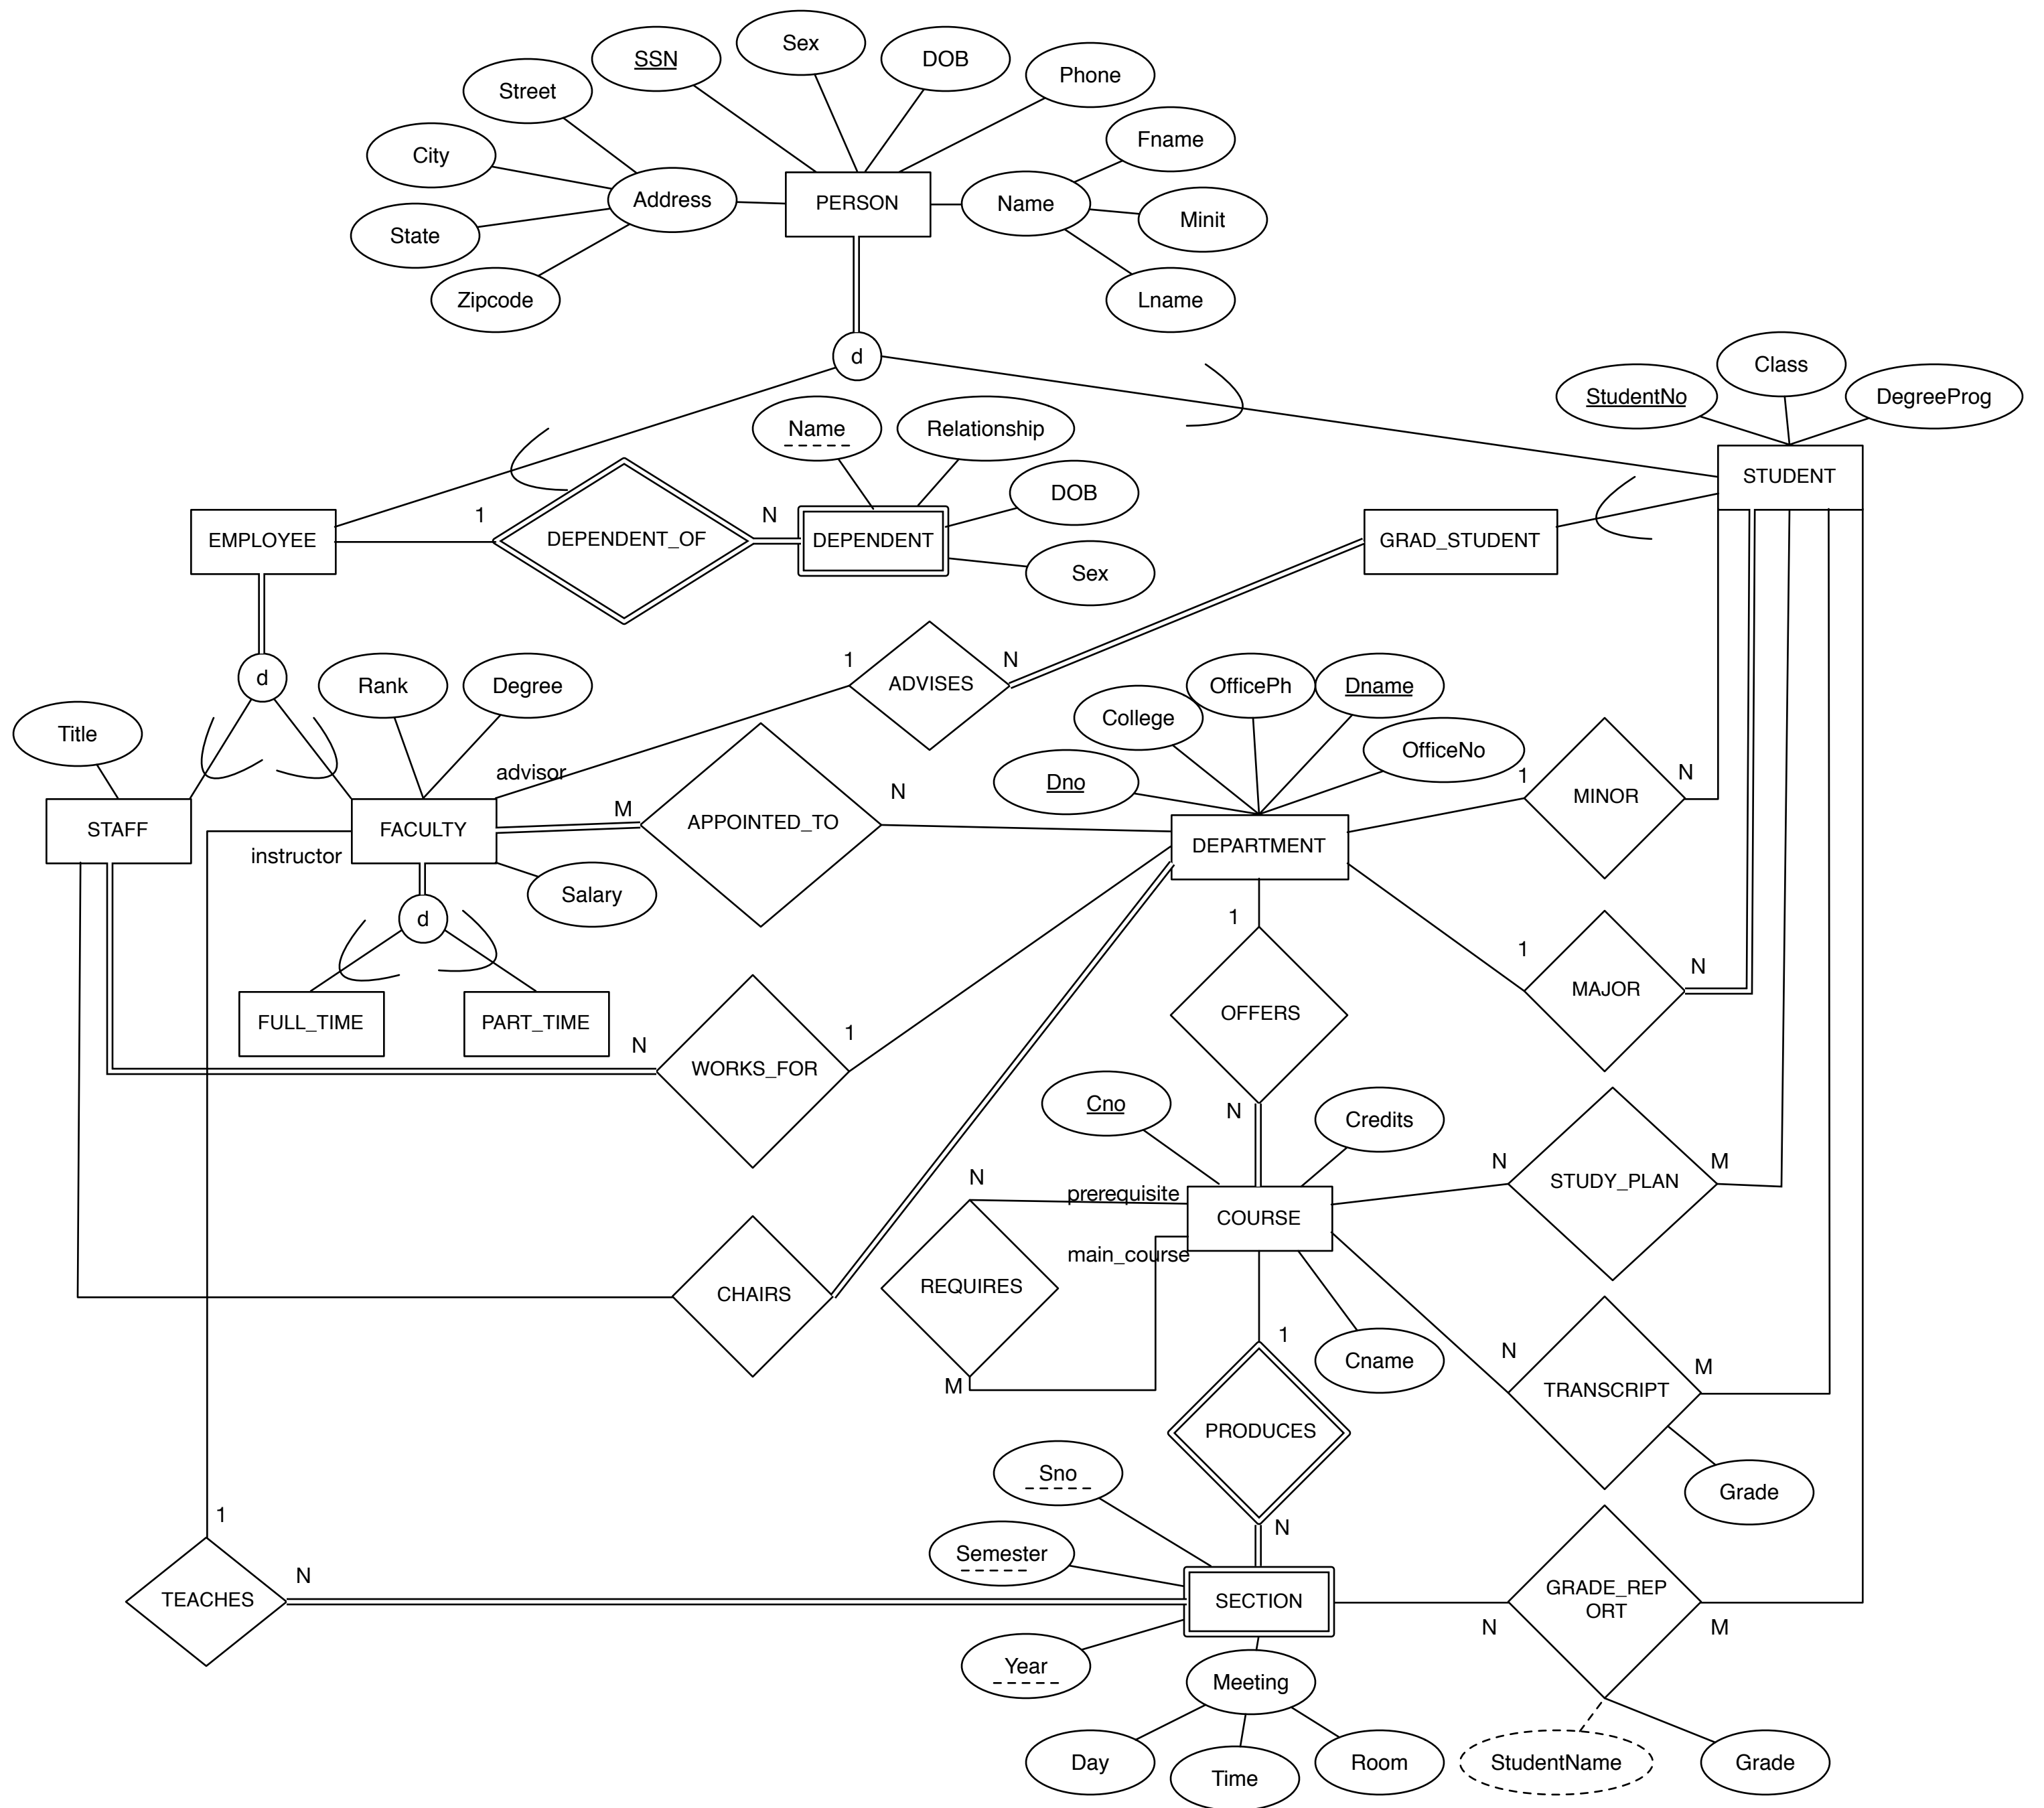 Sex
SSN
DOB
Phone
Street
Fname
City
Address
PERSON
Name
Minit
State
Zipcode
Lname
d
Class
StudentNo
DegreeProg
Name
Relationship
STUDENT
DOB
1
N
EMPLOYEE
DEPENDENT_OF
DEPENDENT
GRAD_STUDENT
Sex
1
N
d
Rank
Degree
ADVISES
OfficePh
Dname
College
Title
OfficeNo
advisor
Dno
1
N
MINOR
M
N
STAFF
FACULTY
APPOINTED_TO
DEPARTMENT
instructor
Salary
d
1
1
N
MAJOR
FULL_TIME
PART_TIME
OFFERS
N
1
WORKS_FOR
Cno
N
Credits
N
prerequisite
N
M
STUDY_PLAN
COURSE
main_course
REQUIRES
CHAIRS
1
M
Cname
N
M
TRANSCRIPT
PRODUCES
Sno
Grade
1
N
Semester
N
TEACHES
SECTION
GRADE_REP
ORT
N
M
Year
Meeting
Day
Time
Room
StudentName
Grade